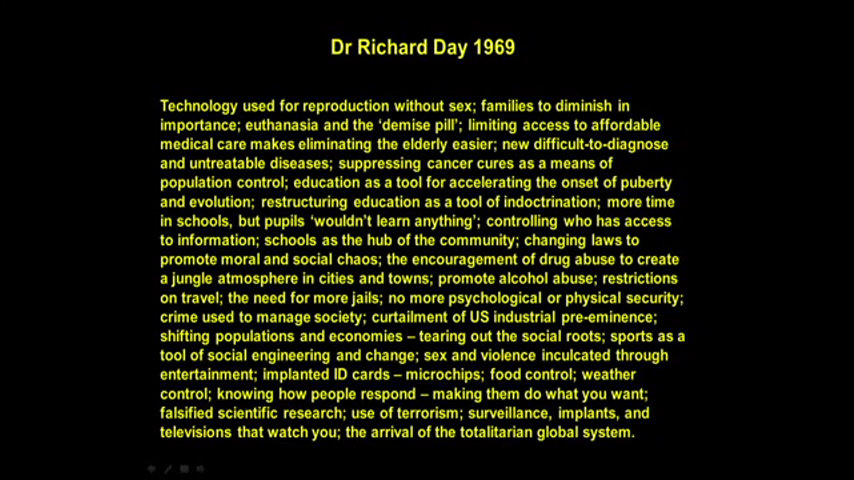 Dr Richard Day 1969
Technology used for reproduction without sex; families to diminish in
importance; euthanasia and the ‘demise pill’; limiting access to affordable
medical care makes eliminating the elderly easier; new difficult-to-diagnose
and untreatable diseases; suppressing cancer cures as a means of
population control; education as a tool for accelerating the onset of puberty
and evolution; restructuring education as a tool of indoctrination; more time
in schools, but pupils ‘wouldn’t learn anything’; controlling who has access
to information; schools as the hub of the community; changing laws to
promote moral and social chaos; the encouragement of drug abuse to create
a jungle atmosphere in cities and towns; promote alcohol abuse; restrictions
on travel; the need for more jails; no more psychological or physical security;
crime used to manage society; curtailment of US industrial pre-eminence;
shifting populations and economies – tearing out the social roots; sports as a
tool of social engineering and change; sex and violence inculcated through
entertainment; implanted ID cards – microchips; food control; weather
control; knowing how people respond – making them do what you want;
falsified scientific research; use of terrorism; surveillance, implants, and
televisions that watch you; the arrival of the totalitarian global system.